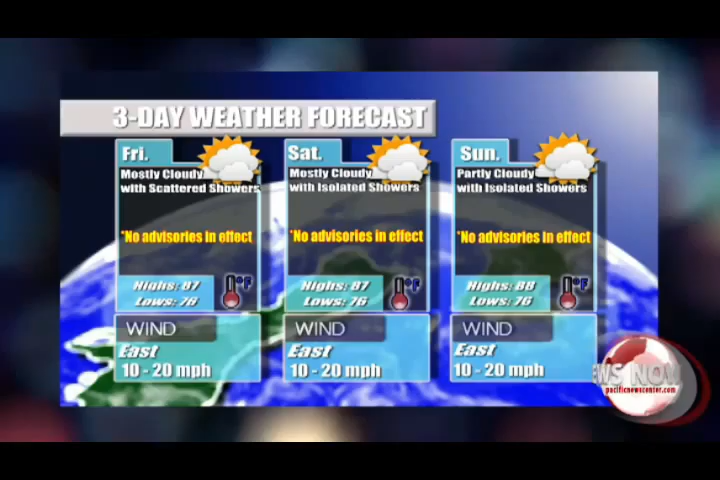 3-DAY WEATHER FORECAST
Fri.
Mostly Cloudy
with Scattered Showers
*No advisories in effect
Highs: 87
Lows: 76
°F
WIND
East
10 - 20 mph
Sat.
Mostly Cloudy
with Isolated Showers
*No advisories in effect
Highs: 87
Lows: 76
°F
WIND
East
10 - 20 mph
Sun.
Partly Cloudy
with Isolated Showers
*No advisories in effect
Highs: 88
Lows: 76
°F
WIND
East
10 - 20 mph
EWS NOW
pacificnewscenter.com